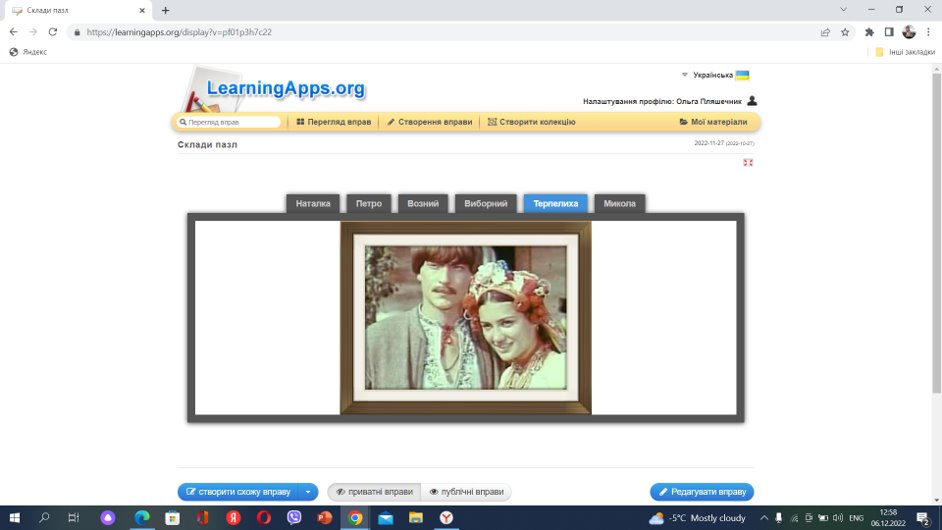 Склади пазл
https://learningapps.org/display?v=pf01p3h7c22
Яндекс
Інші закладки
LearningApps.org
Українська
Налаштування профілю: Ольга Пляшечник
Перегляд вправ
Перегляд вправ
Створення вправи
Створити колекцію
Мої матеріали
Склади пазл
2022-11-27 (2022-10-27)
Наталка
Петро
Возний
Виборний
Терпелиха
Микола
створити схожу вправу
приватні вправи
публічні вправи
Редагувати вправу
-5°C Mostly cloudy
ENG
12:58
06.12.2022
2